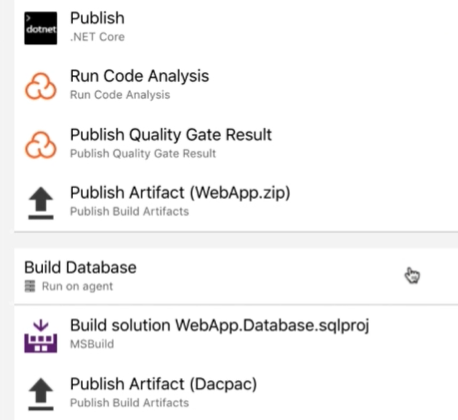 dotnet
Publish
.NET Core
Run Code Analysis
Run Code Analysis
Publish Quality Gate Result
Publish Quality Gate Result
Publish Artifact (WebApp.zip)
Publish Build Artifacts
Build Database
Run on agent
Build solution WebApp.Database.sqlproj
MSBuild
Publish Artifact (Dacpac)
Publish Build Artifacts